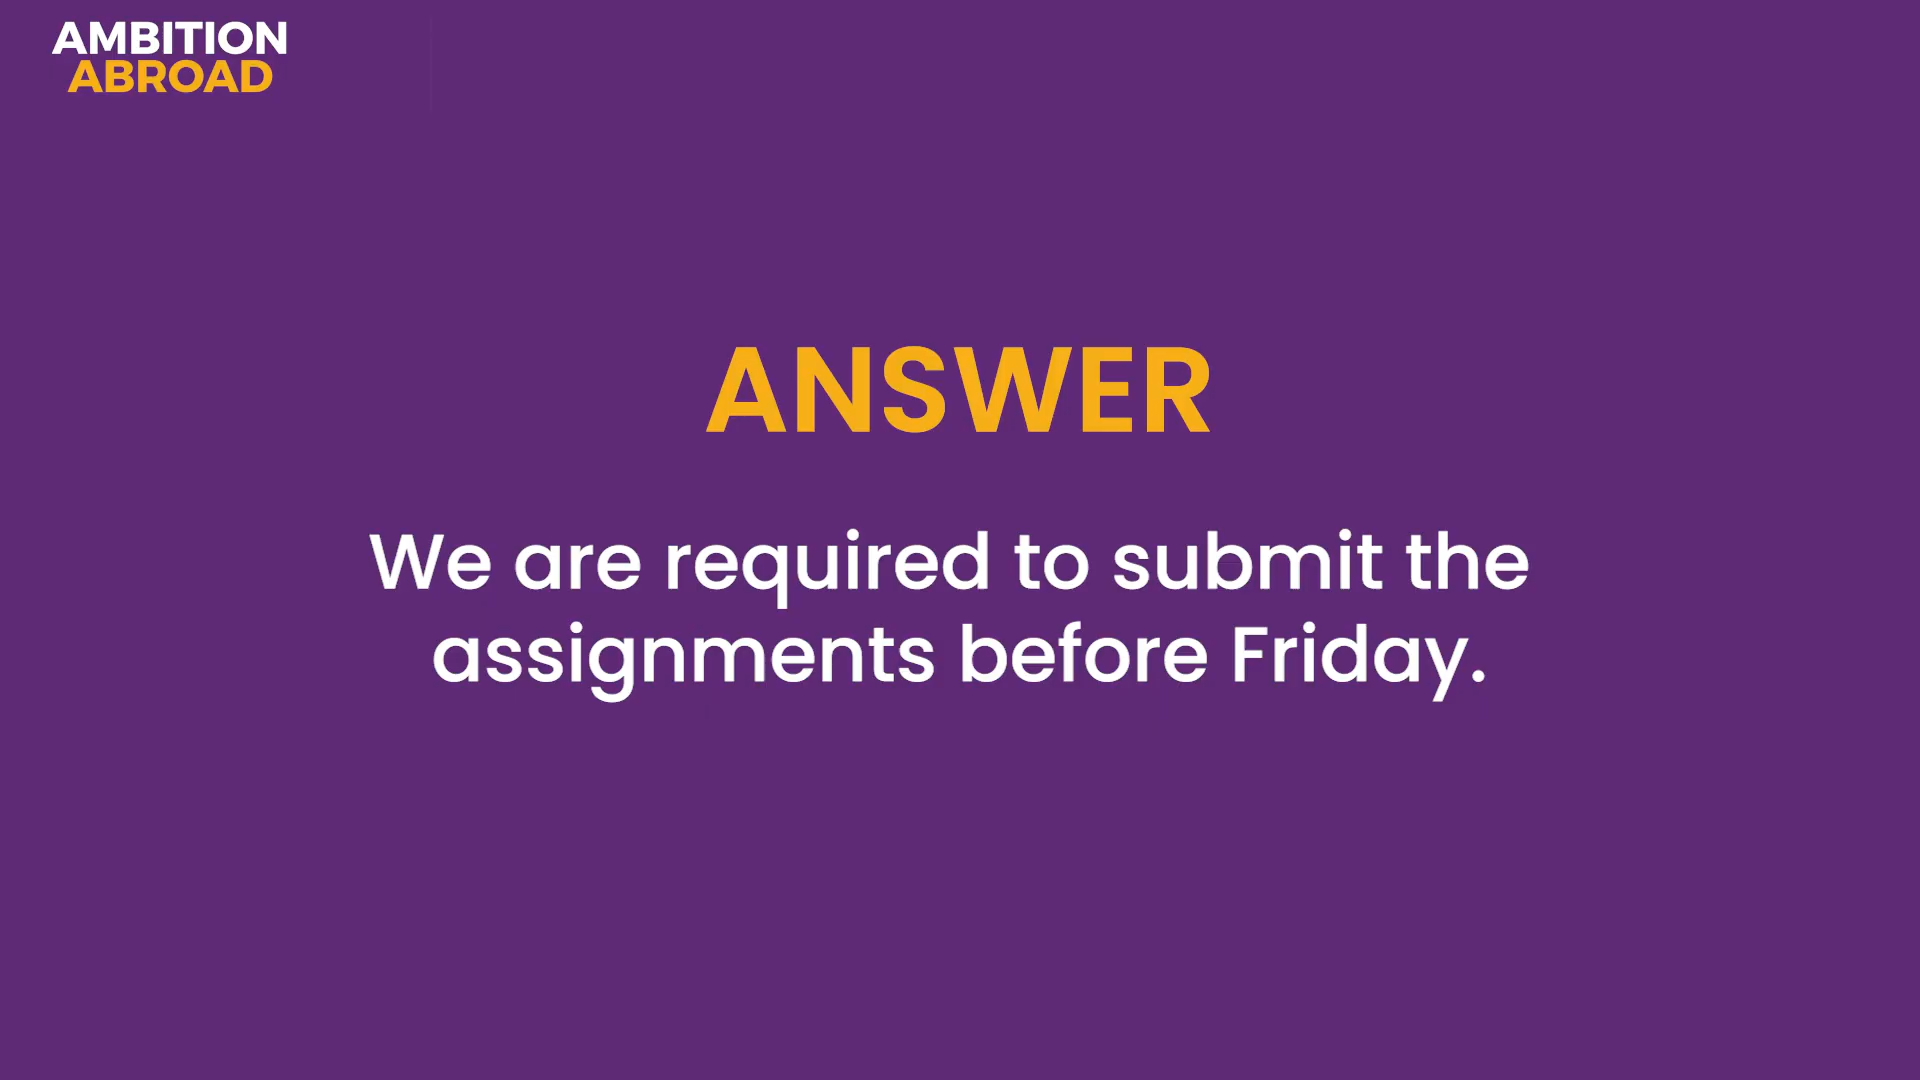 AMBITION
ABROAD
ANSWER
We are required to submit the
assignments before Friday.